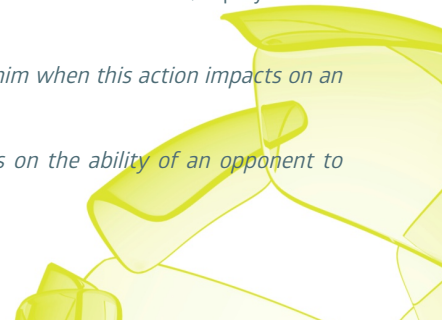 him when this action impacts on an
s on the ability of an opponent to